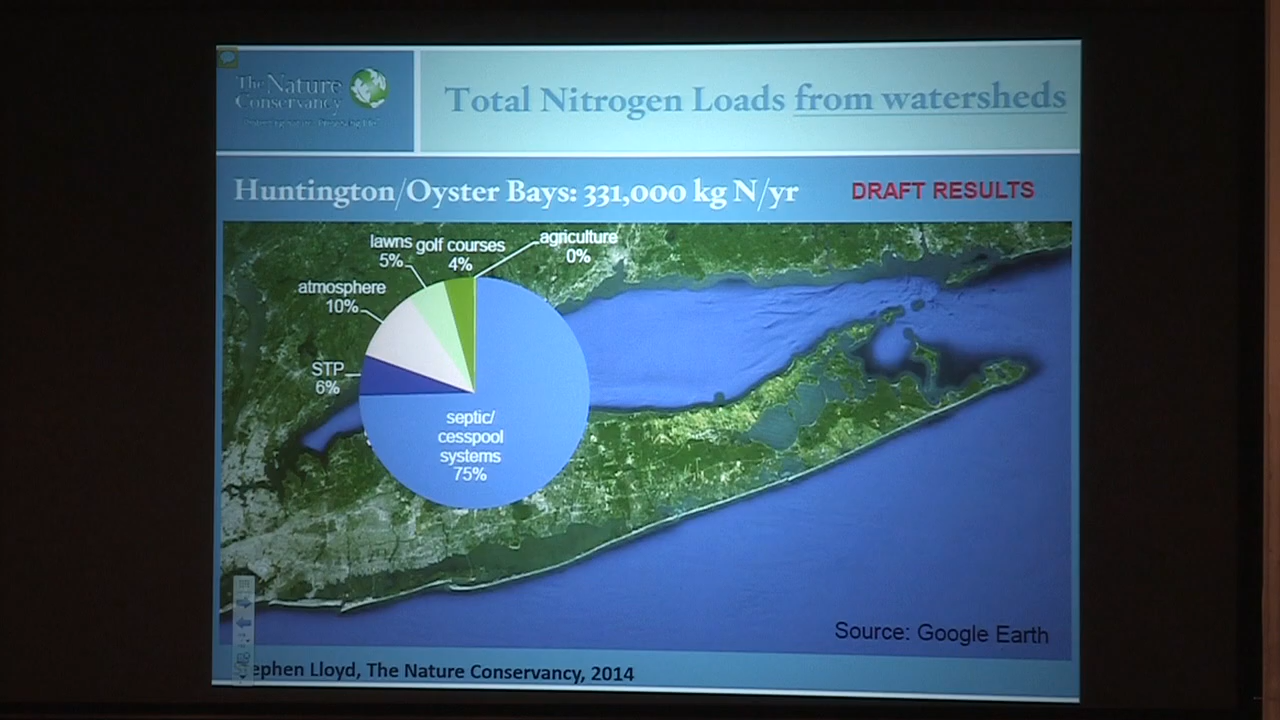 The Nature
Conservancy
Total Nitrogen Loads from watersheds
Huntington/Oyster Bays: 331,000 kg N/yr
DRAFT RESULTS
lawns
5%
golf courses
4%
agriculture
0%
atmosphere
10%
STP
6%
septic/
cesspool
systems
75%
Source: Google Earth
ephen Lloyd, The Nature Conservancy, 2014